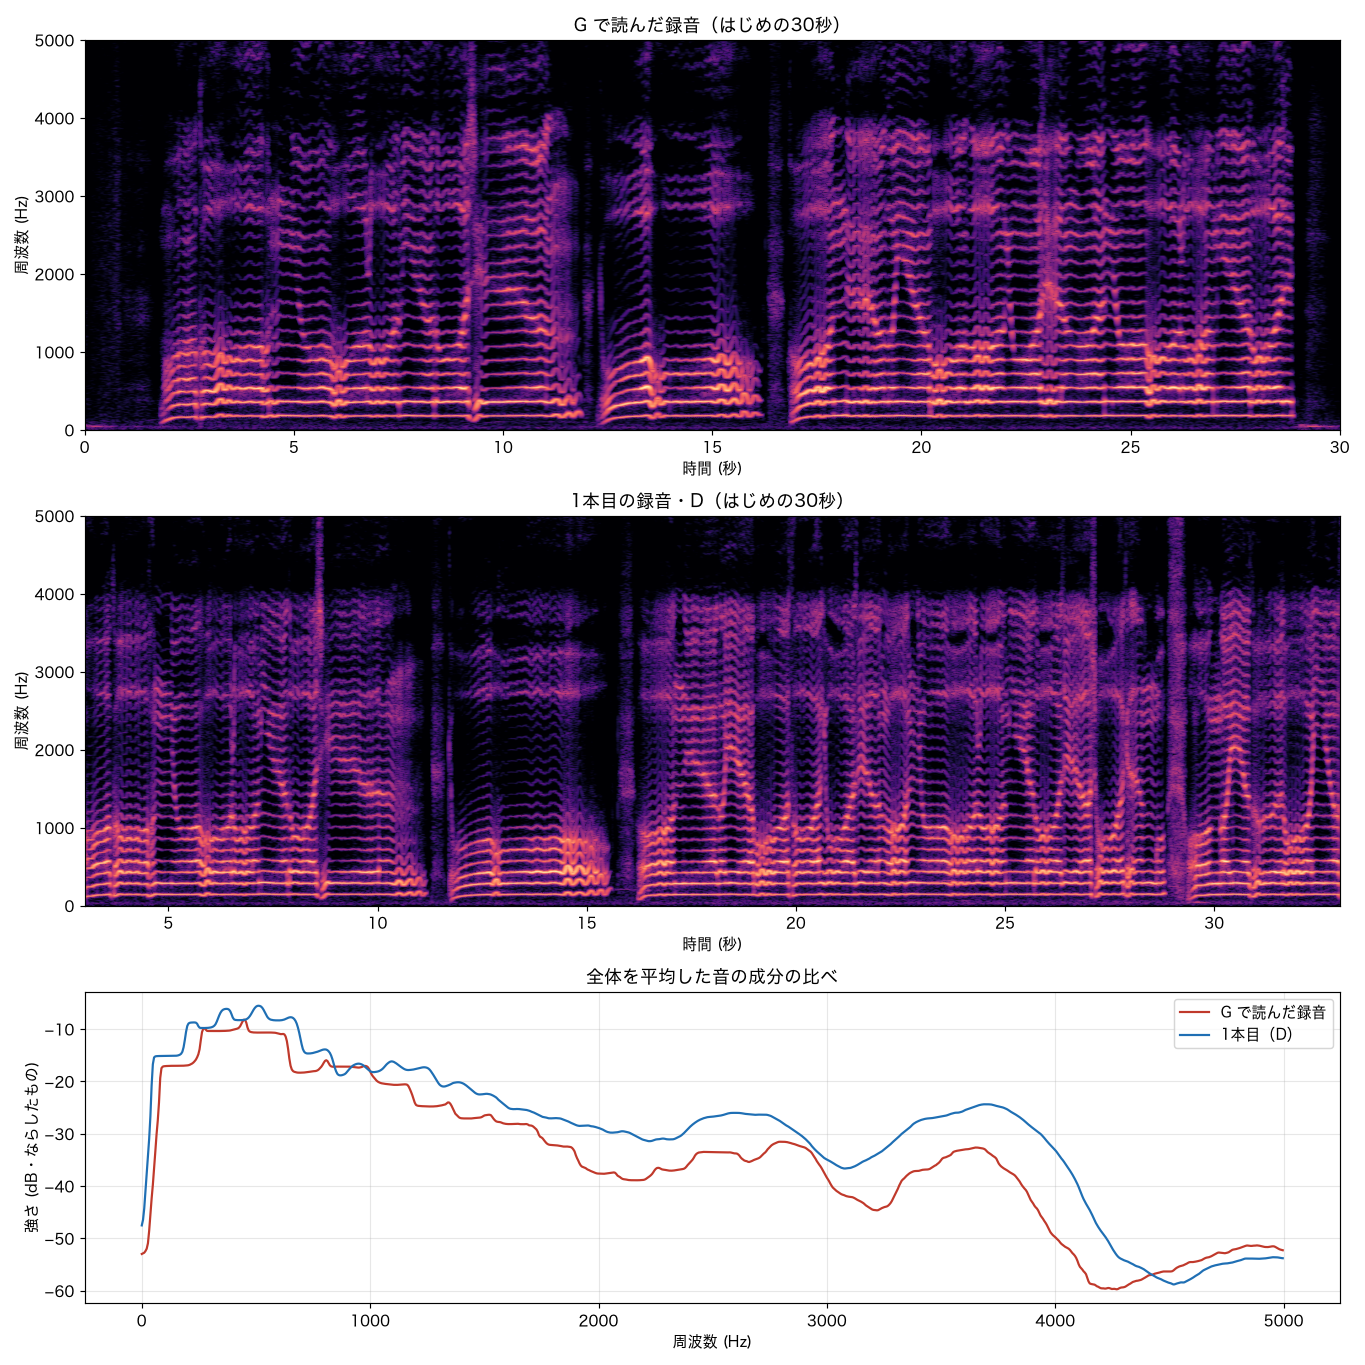 G で読んだ録音（はじめの30秒）
5000
4000
3000
2000
1000
0
周波数 (Hz)
0 5 10 15 20 25 30
時間 (秒)
1本目の録音・D（はじめの30秒）
5000
4000
3000
2000
1000
0
周波数 (Hz)
5 10 15 20 25 30
時間 (秒)
全体を平均した音の成分の比べ
G で読んだ録音
1本目（D）
−10
−20
−30
−40
−50
−60
強さ (dB・ならしたもの)
0 1000 2000 3000 4000 5000
周波数 (Hz)